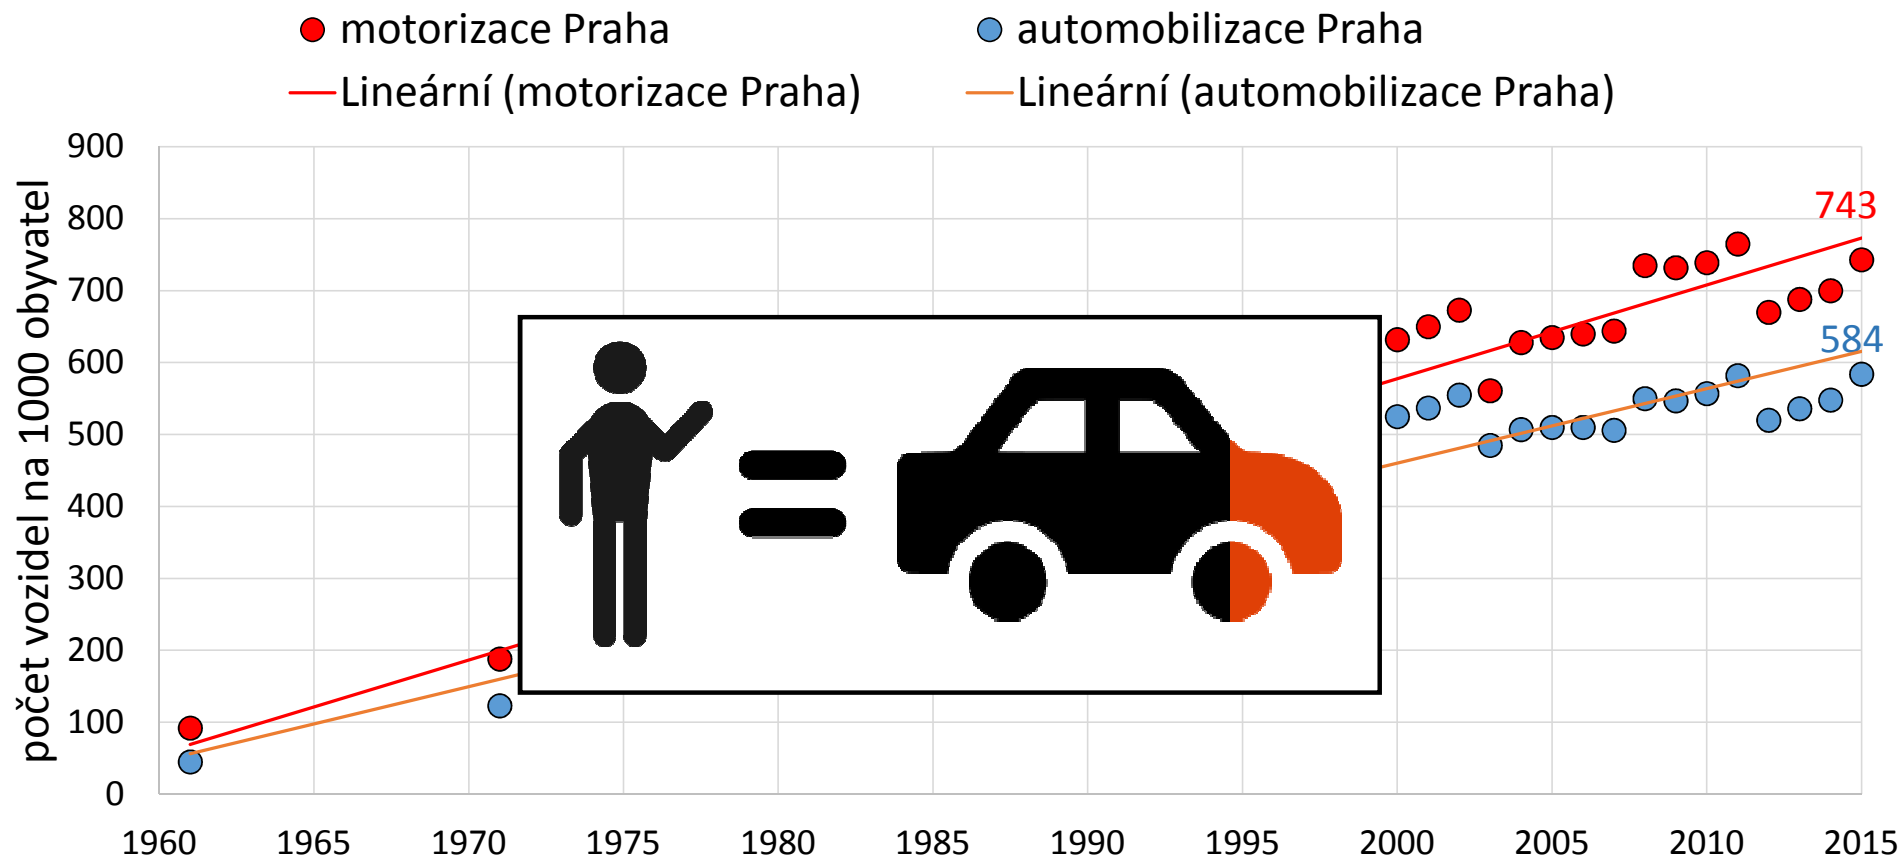 motorizace Praha
automobilizace Praha
Lineární (motorizace Praha)
Lineární (automobilizace Praha)
počet vozidel na 1000 obyvatel
900
800
700
600
500
400
300
200
100
0
743
584
1960 1965 1970 1975 1980 1985 1990 1995 2000 2005 2010 2015